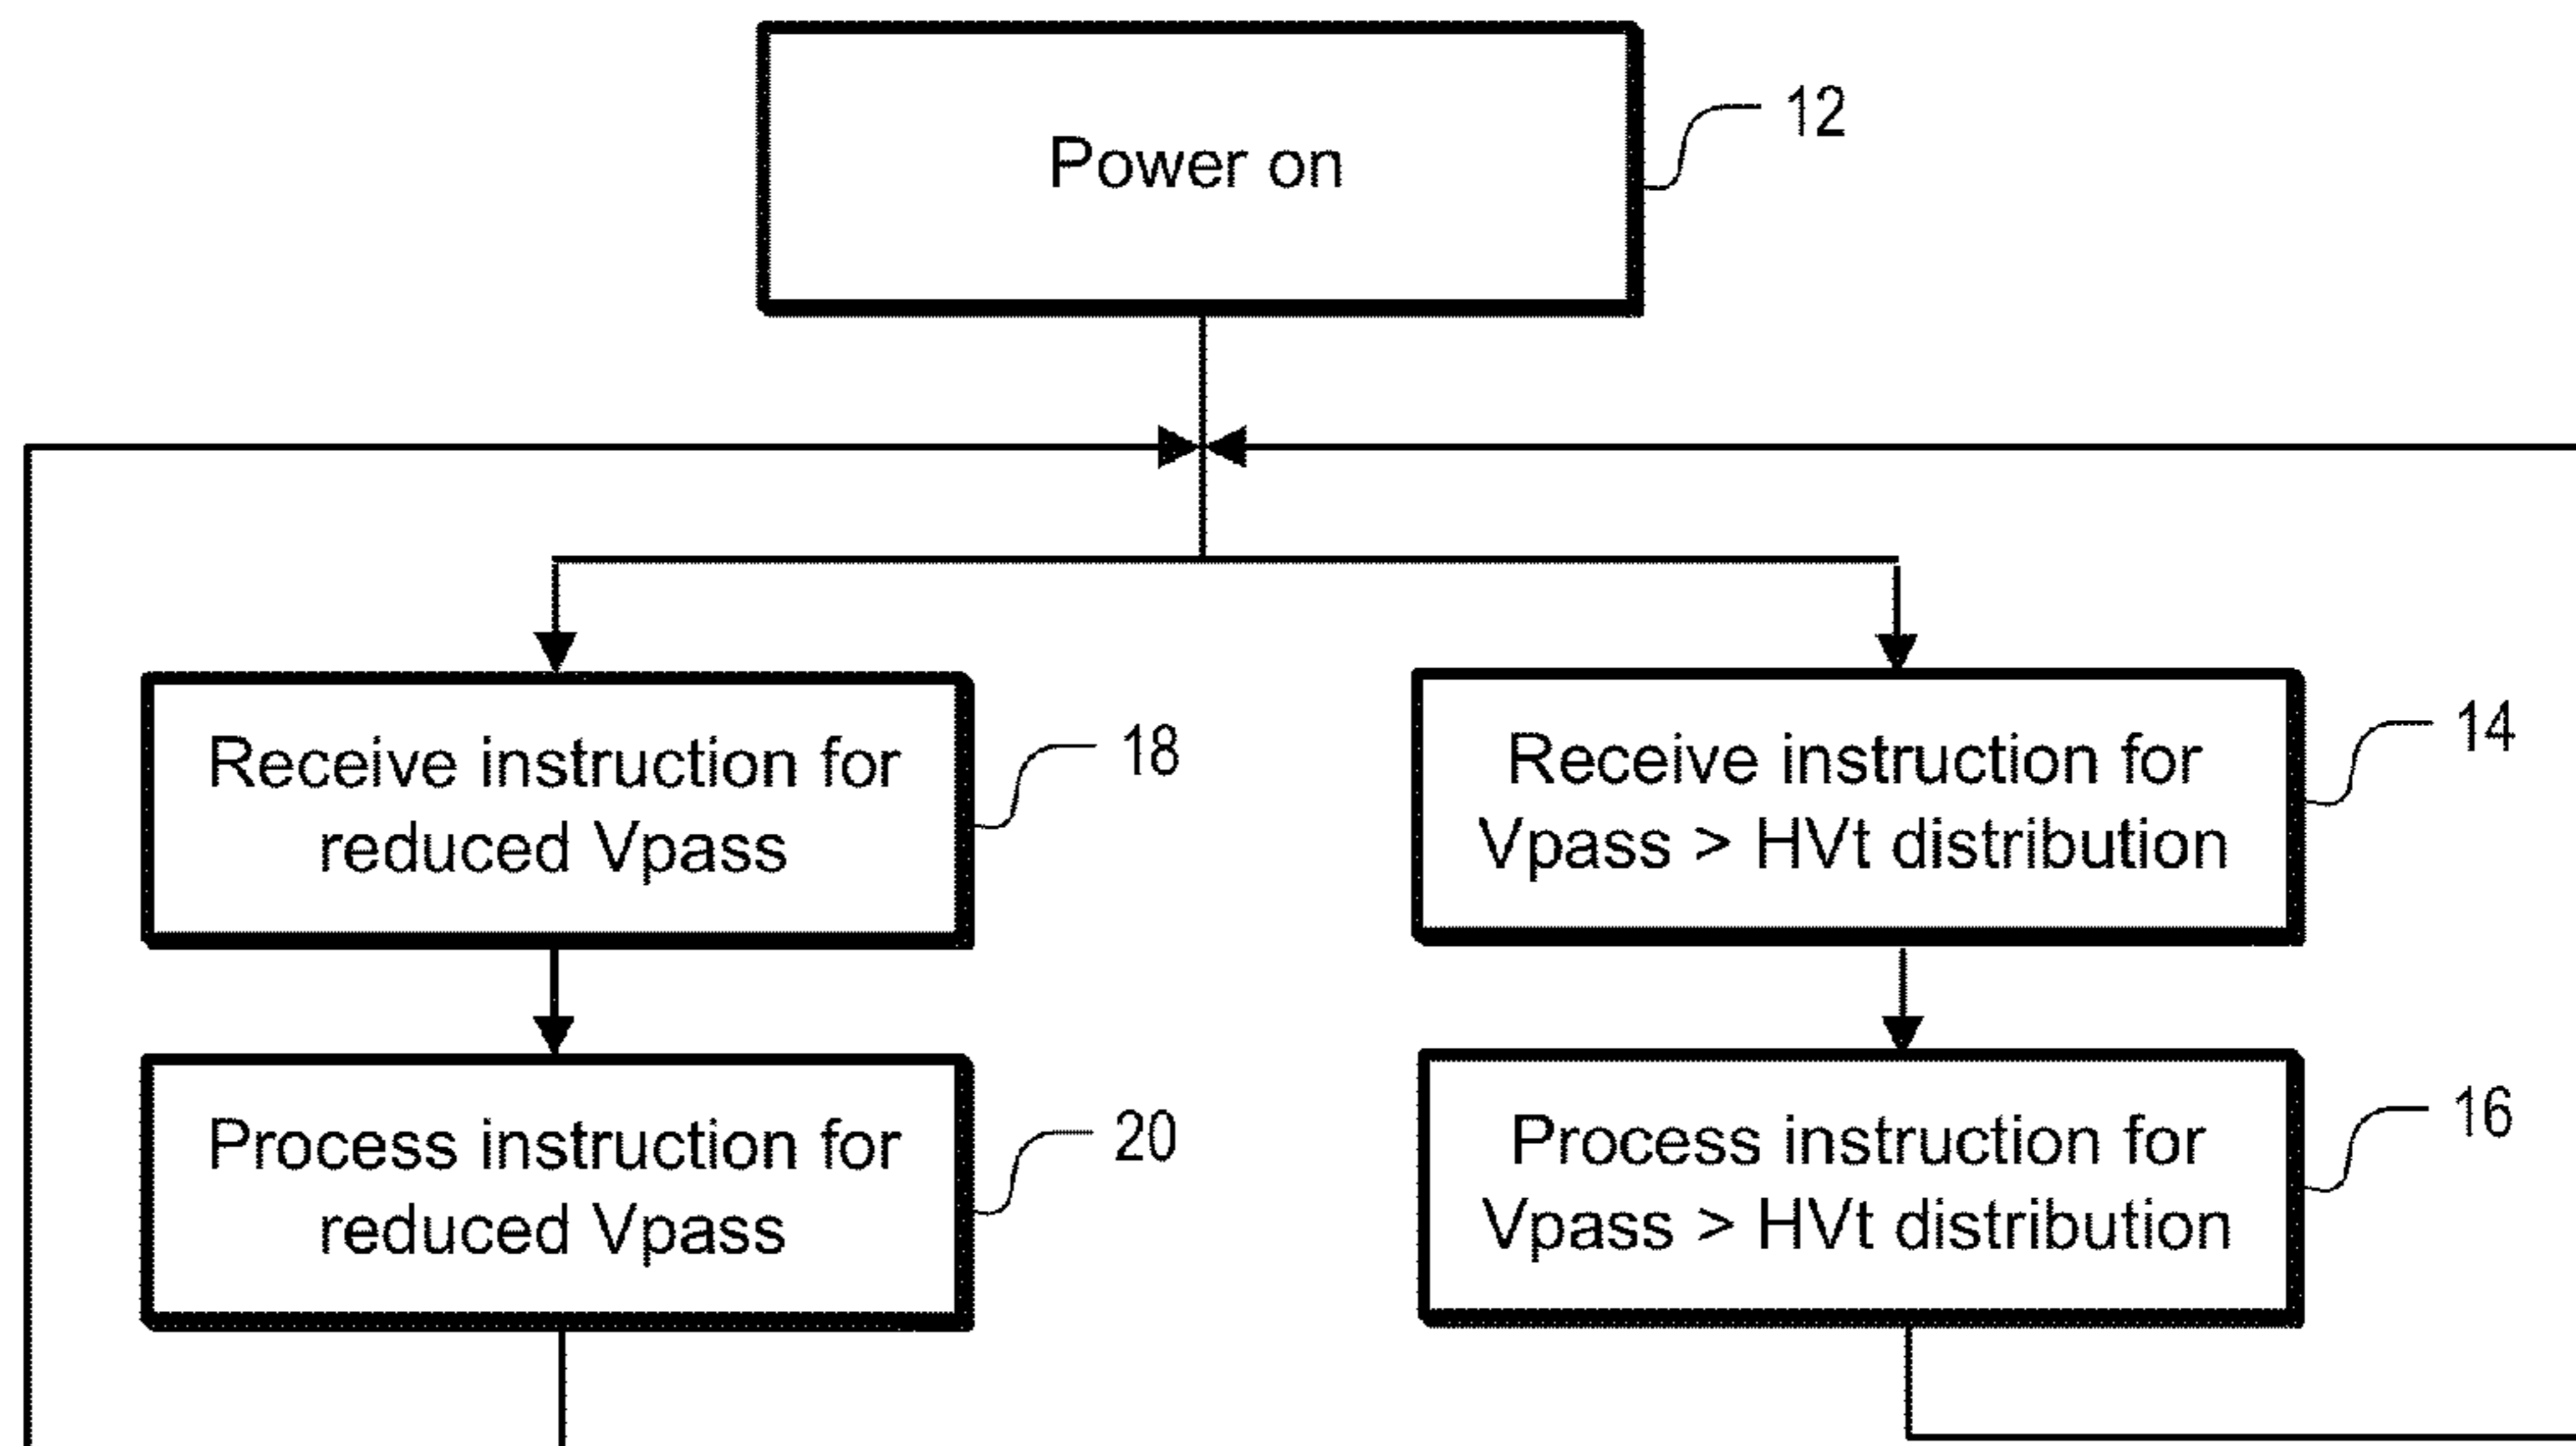 Power on
12
Receive instruction for
reduced Vpass
18
Receive instruction for
Vpass > HVt distribution
14
Process instruction for
reduced Vpass
20
Process instruction for
Vpass > HVt distribution
16